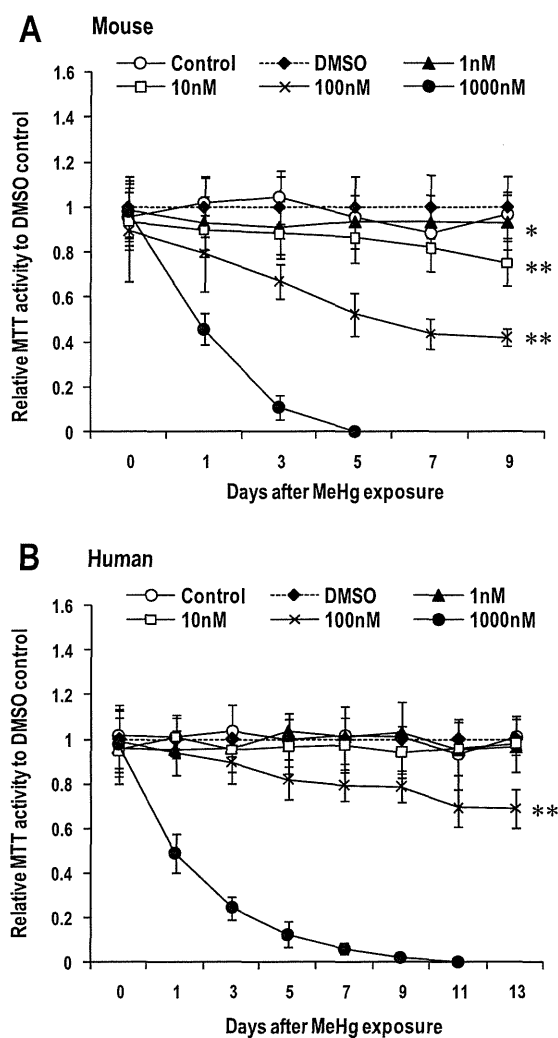 A Mouse
Control DMSO 1nM
10nM 100nM 1000nM
Relative MTT activity to DMSO control
1.6
1.4
1.2
1
0.8
0.6
0.4
0.2
0
*
**
**
0 1 3 5 7 9
Days after MeHg exposure
B Human
Control DMSO 1nM
10nM 100nM 1000nM
Relative MTT activity to DMSO control
1.6
1.4
1.2
1
0.8
0.6
0.4
0.2
0
**
0 1 3 5 7 9 11 13
Days after MeHg exposure